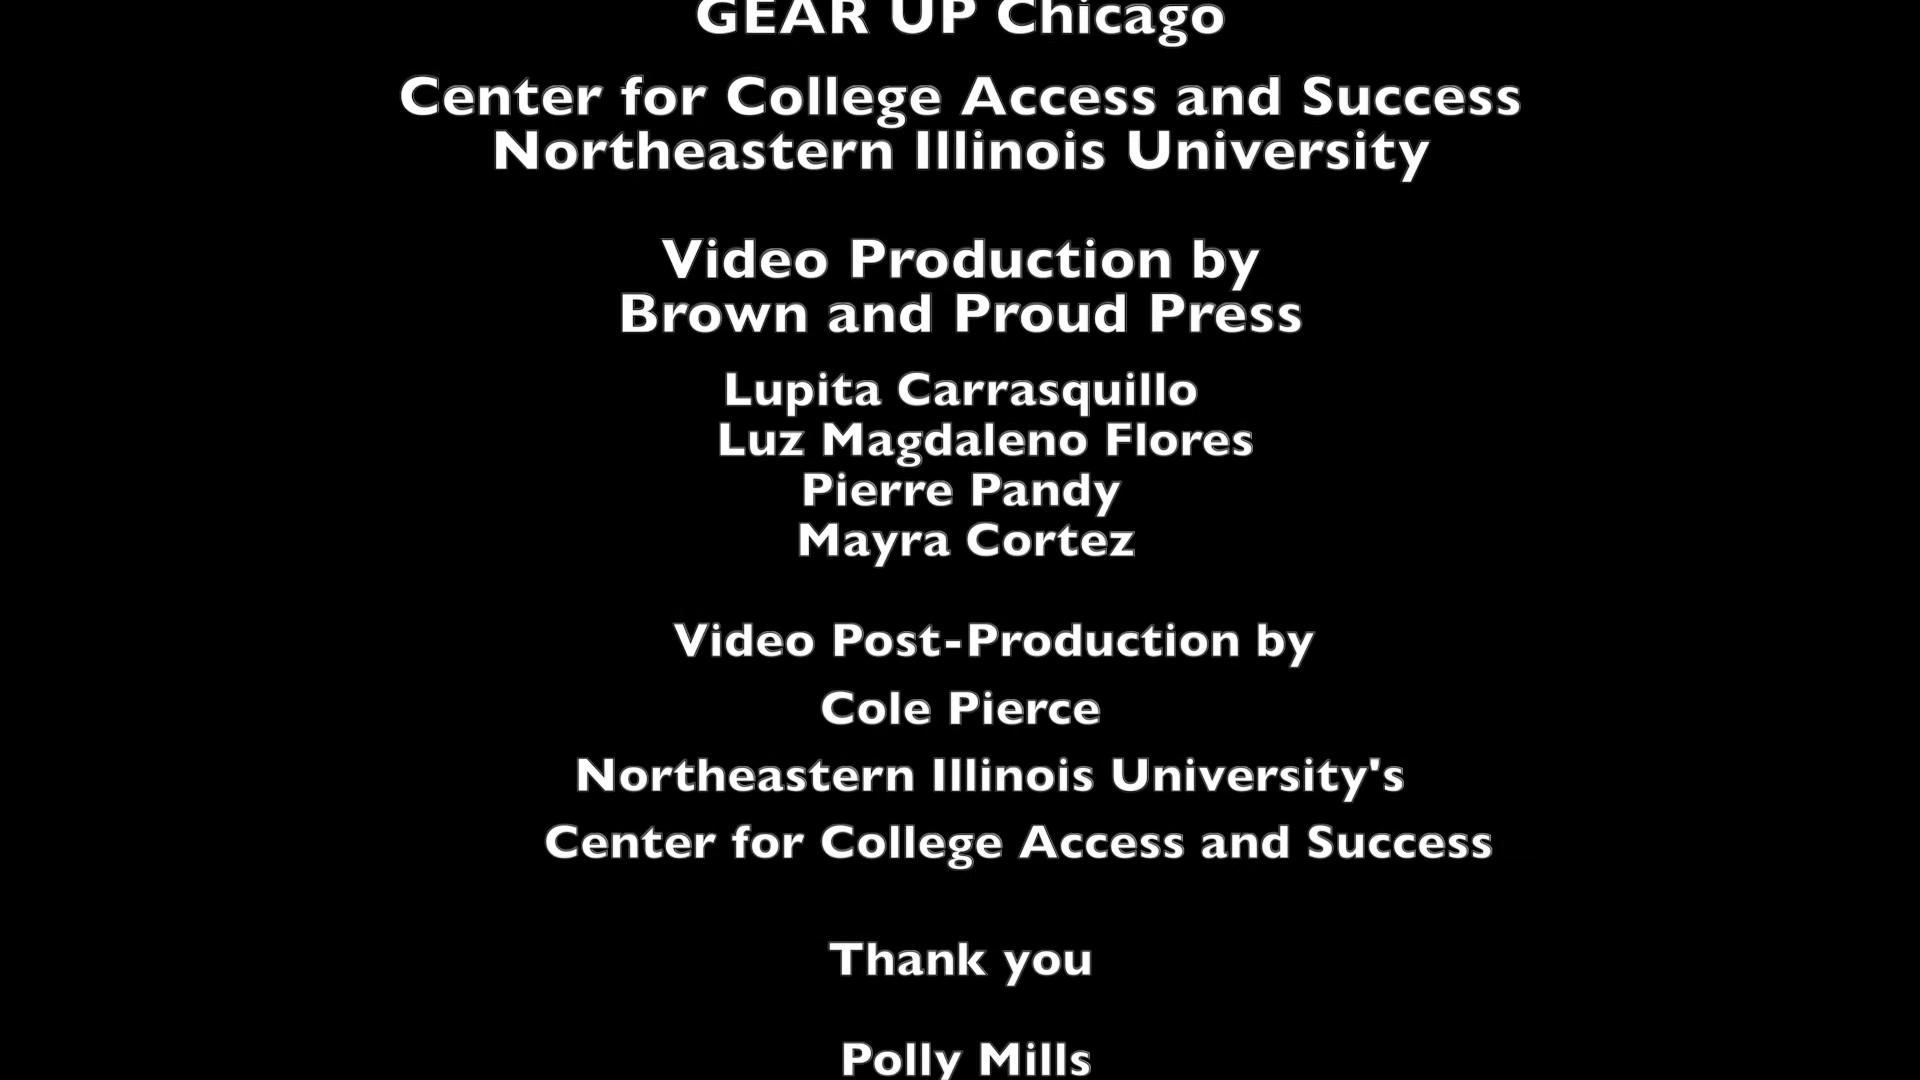 GEAR UP Chicago
Center for College Access and Success
Northeastern Illinois University
Video Production by
Brown and Proud Press
Lupita Carrasquillo
Luz Magdaleno Flores
Pierre Pandy
Mayra Cortez
Video Post-Production by
Cole Pierce
Northeastern Illinois University's
Center for College Access and Success
Thank you
Polly Mills